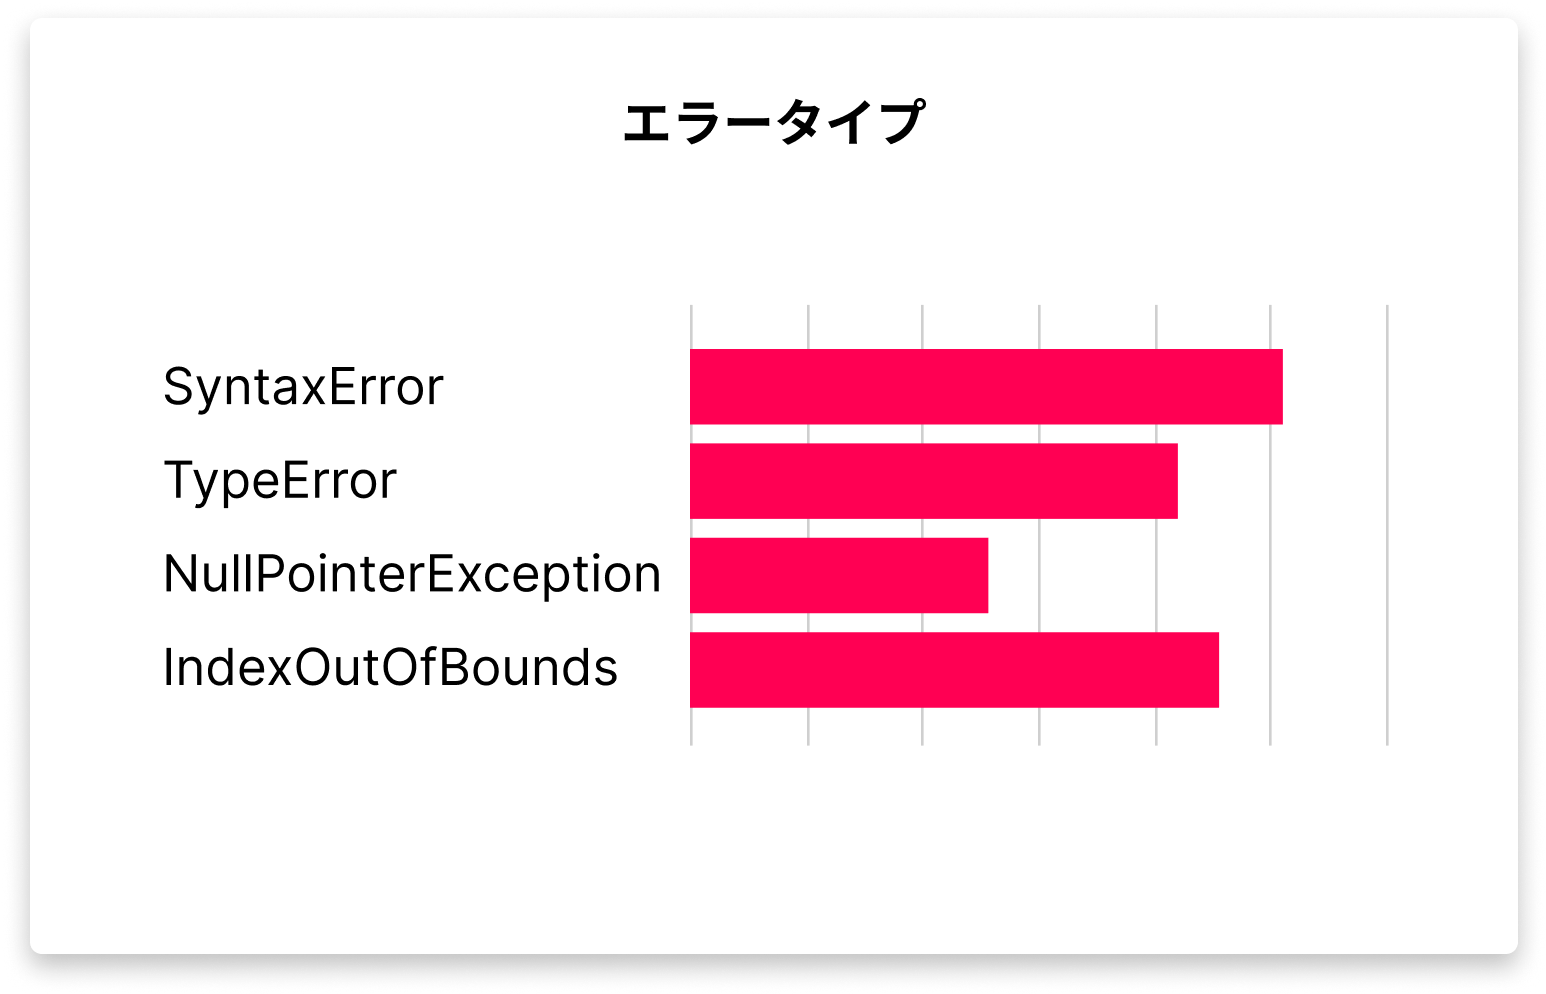 エラータイプ
SyntaxError
TypeError
NullPointerException
IndexOutOfBounds